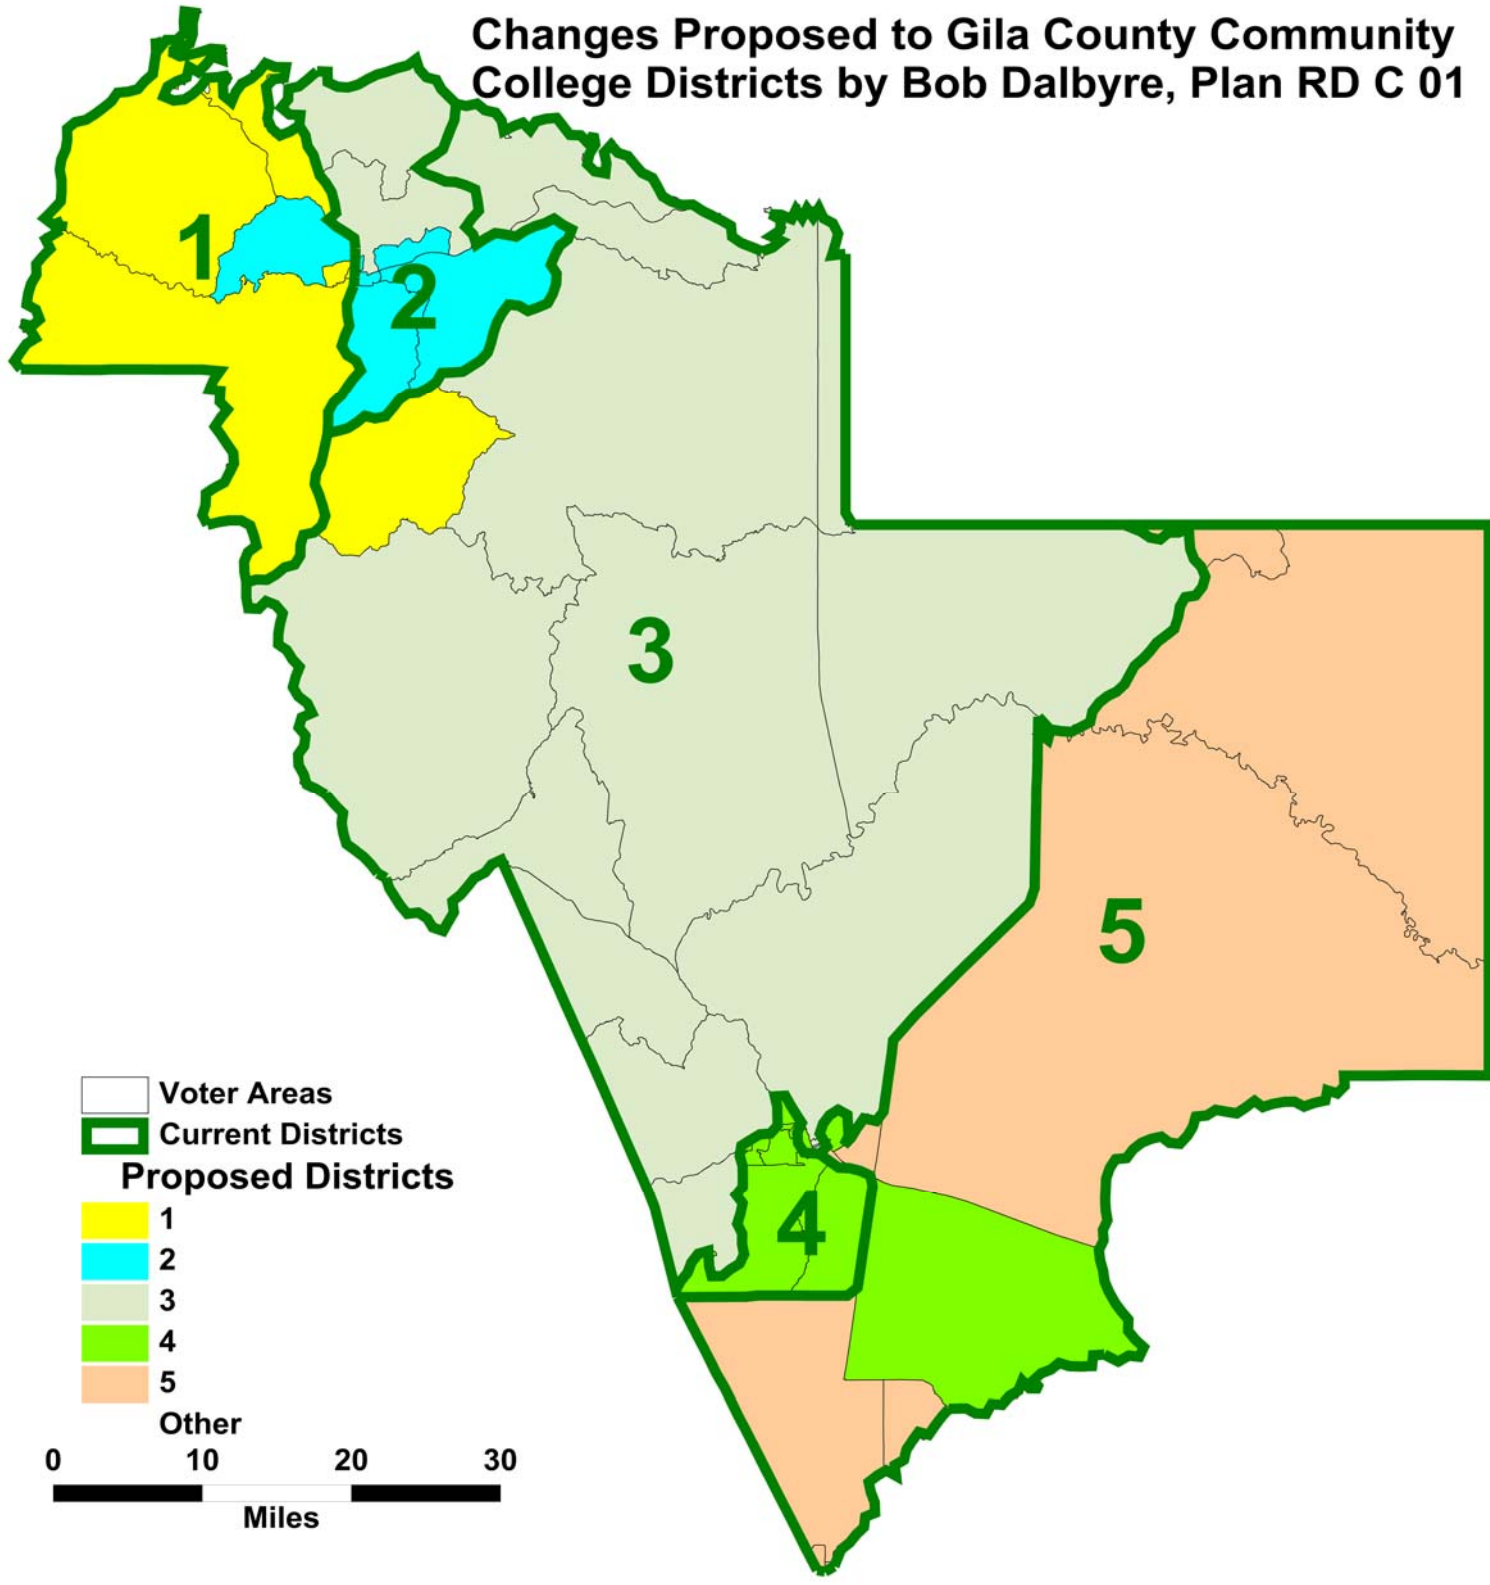 Changes Proposed to Gila County Community
College Districts by Bob Dalbyre, Plan RD C 01
1
2
3
5
4
Voter Areas
Current Districts
Proposed Districts
1
2
3
4
5
Other
0 10 20 30
Miles